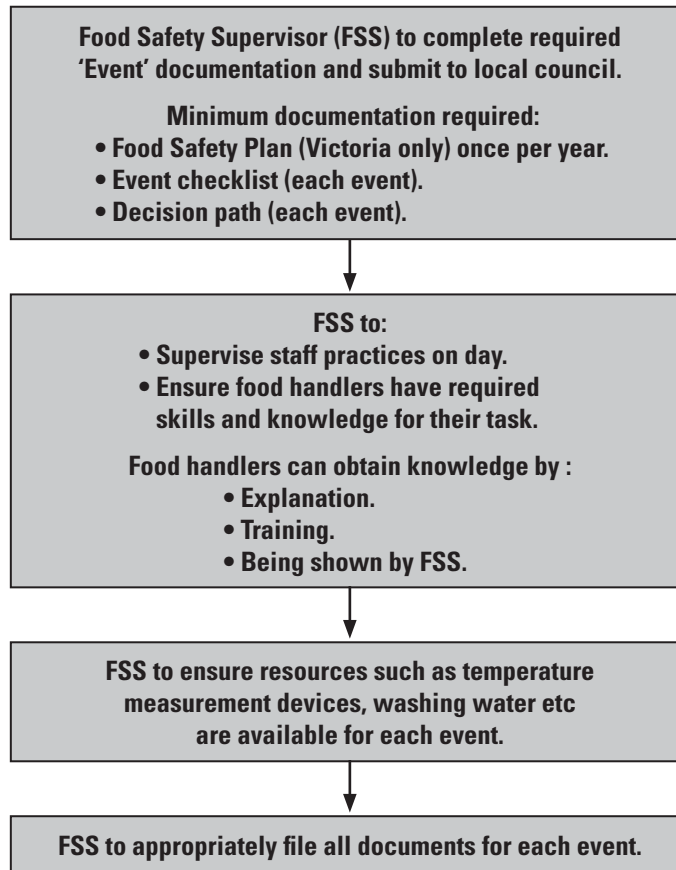 Food Safety Supervisor (FSS) to complete required
‘Event’ documentation and submit to local council.
Minimum documentation required:
• Food Safety Plan (Victoria only) once per year.
• Event checklist (each event).
• Decision path (each event).
FSS to:
• Supervise staff practices on day.
• Ensure food handlers have required
skills and knowledge for their task.
Food handlers can obtain knowledge by :
• Explanation.
• Training.
• Being shown by FSS.
FSS to ensure resources such as temperature
measurement devices, washing water etc
are available for each event.
FSS to appropriately file all documents for each event.